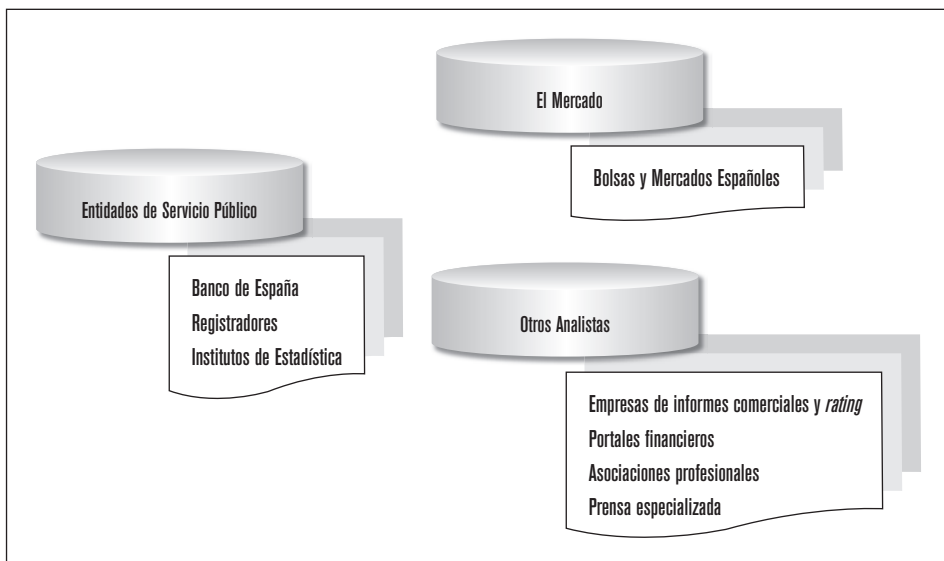 El Mercado
Bolsas y Mercados Españoles
Entidades de Servicio Público
Banco de España
Registradores
Institutos de Estadística
Otros Analistas
Empresas de informes comerciales y rating
Portales financieros
Asociaciones profesionales
Prensa especializada